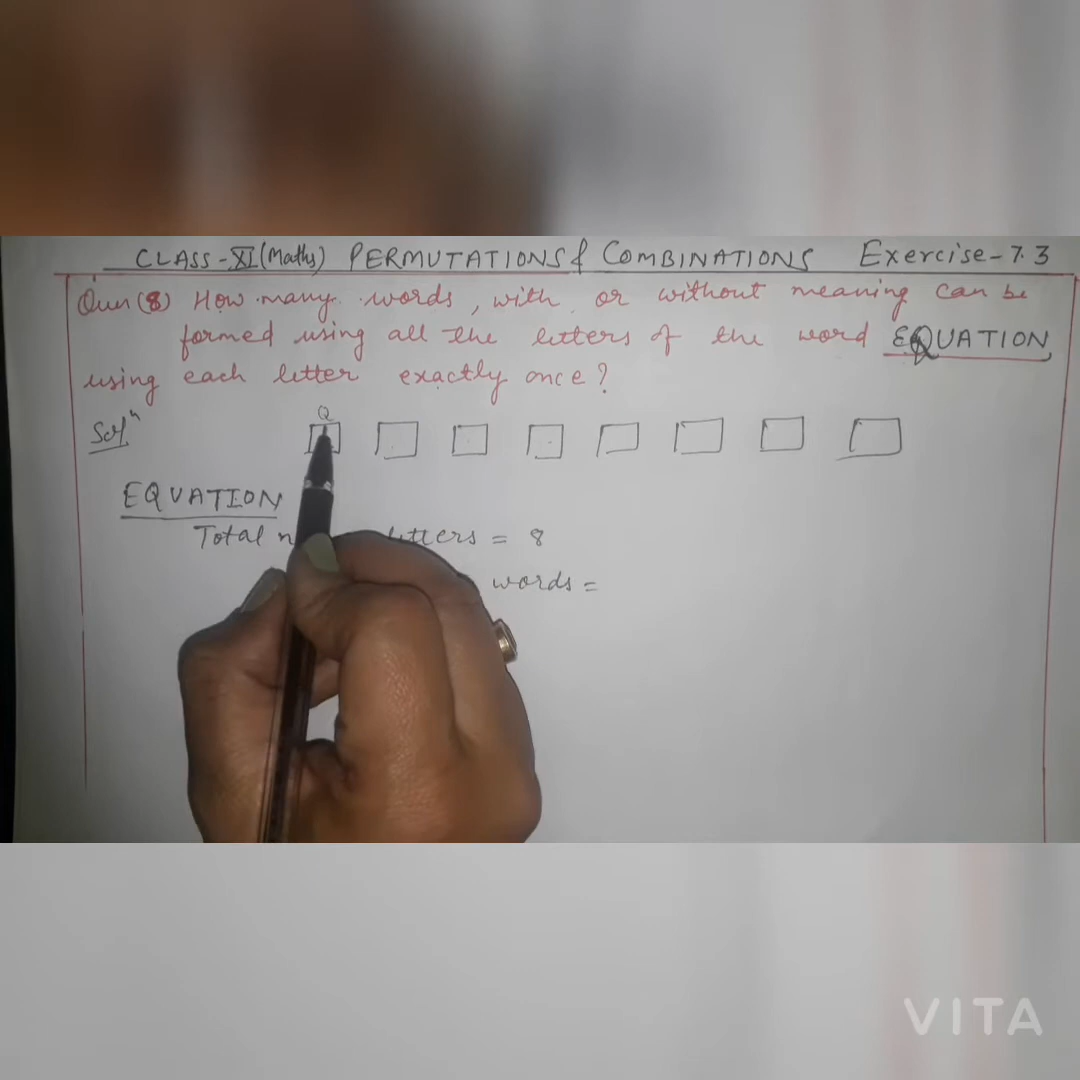 CLASS-XI (Maths) PERMUTATIONS & COMBINATIONS Exercise-7.3
Qun (8) How many words, with or without meaning can be
formed using all the letters of the word EQUATION,
using each letter exactly once?
Q
Solⁿ
EQUATION
Total letters = 8
words =
VITA